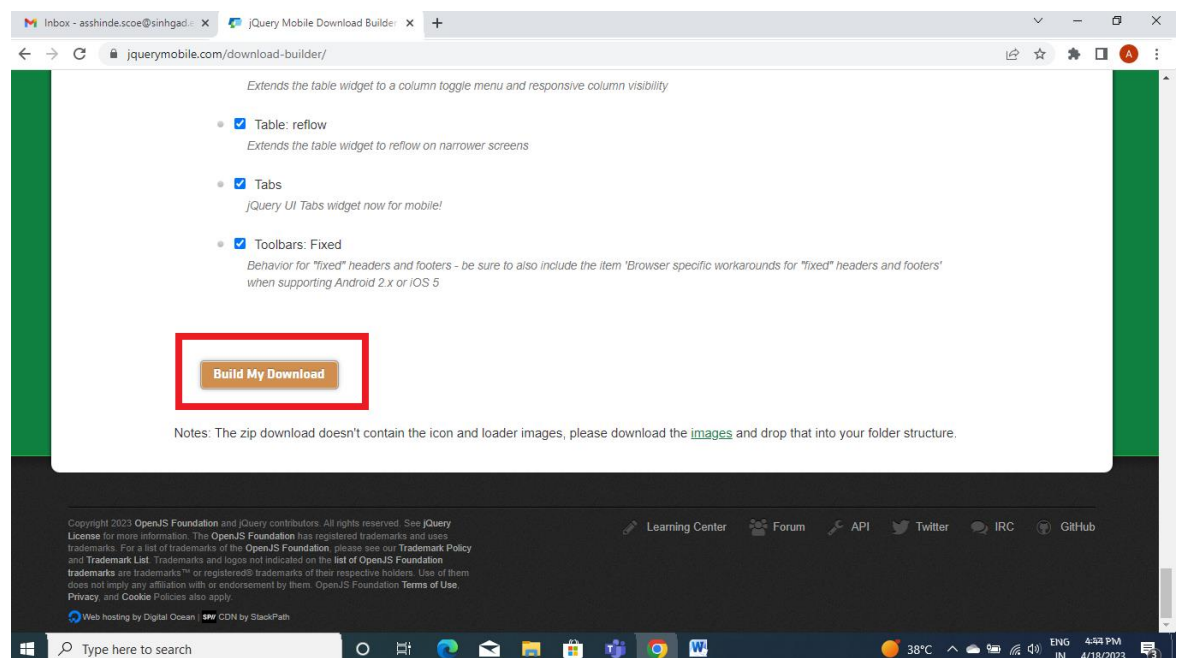 Inbox - asshinde.scoe@sinhgad.e
jQuery Mobile Download Builder
jquerymobile.com/download-builder/
A
Extends the table widget to a column toggle menu and responsive column visibility
Table: reflow
Extends the table widget to reflow on narrower screens
Tabs
jQuery UI Tabs widget now for mobile!
Toolbars: Fixed
Behavior for "fixed" headers and footers - be sure to also include the item 'Browser specific workarounds for "fixed" headers and footers'
when supporting Android 2.x or iOS 5
Build My Download
Notes: The zip download doesn't contain the icon and loader images, please download the images and drop that into your folder structure.
Copyright 2023 OpenJS Foundation and jQuery contributors. All rights reserved. See jQuery
License for more information. The OpenJS Foundation has registered trademarks and uses
trademarks. For a list of trademarks of the OpenJS Foundation, please see our Trademark Policy
and Trademark List. Trademarks and logos not indicated on the list of OpenJS Foundation
trademarks are trademarks™ or registered® trademarks of their respective holders. Use of them
does not imply any affiliation with or endorsement by them. OpenJS Foundation Terms of Use,
Privacy, and Cookie Policies also apply.
Learning Center Forum API Twitter IRC GitHub
Web hosting by Digital Ocean | SP// CDN by StackPath
Type here to search
38°C
ENG
IN
4:44 PM
4/18/2023
3